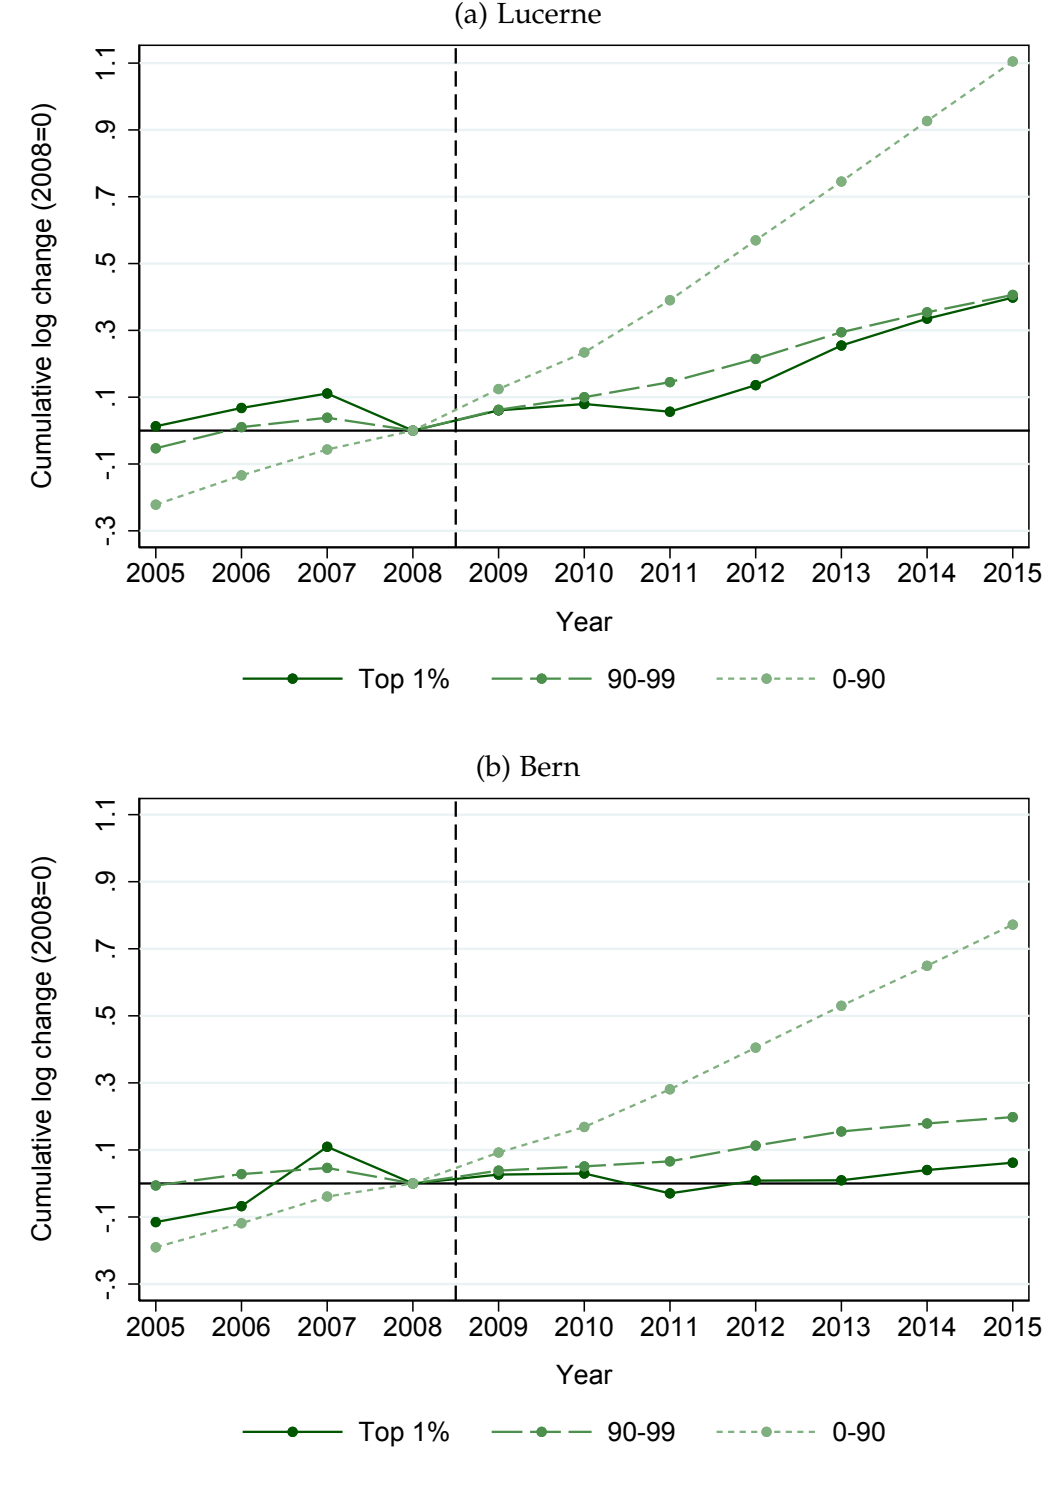 (a) Lucerne
Cumulative log change (2008=0)
1.1
.9
.7
.5
.3
.1
-.1
-.3
2005 2006 2007 2008 2009 2010 2011 2012 2013 2014 2015
Year
Top 1% 90-99 0-90
(b) Bern
Cumulative log change (2008=0)
1.1
.9
.7
.5
.3
.1
-.1
-.3
2005 2006 2007 2008 2009 2010 2011 2012 2013 2014 2015
Year
Top 1% 90-99 0-90